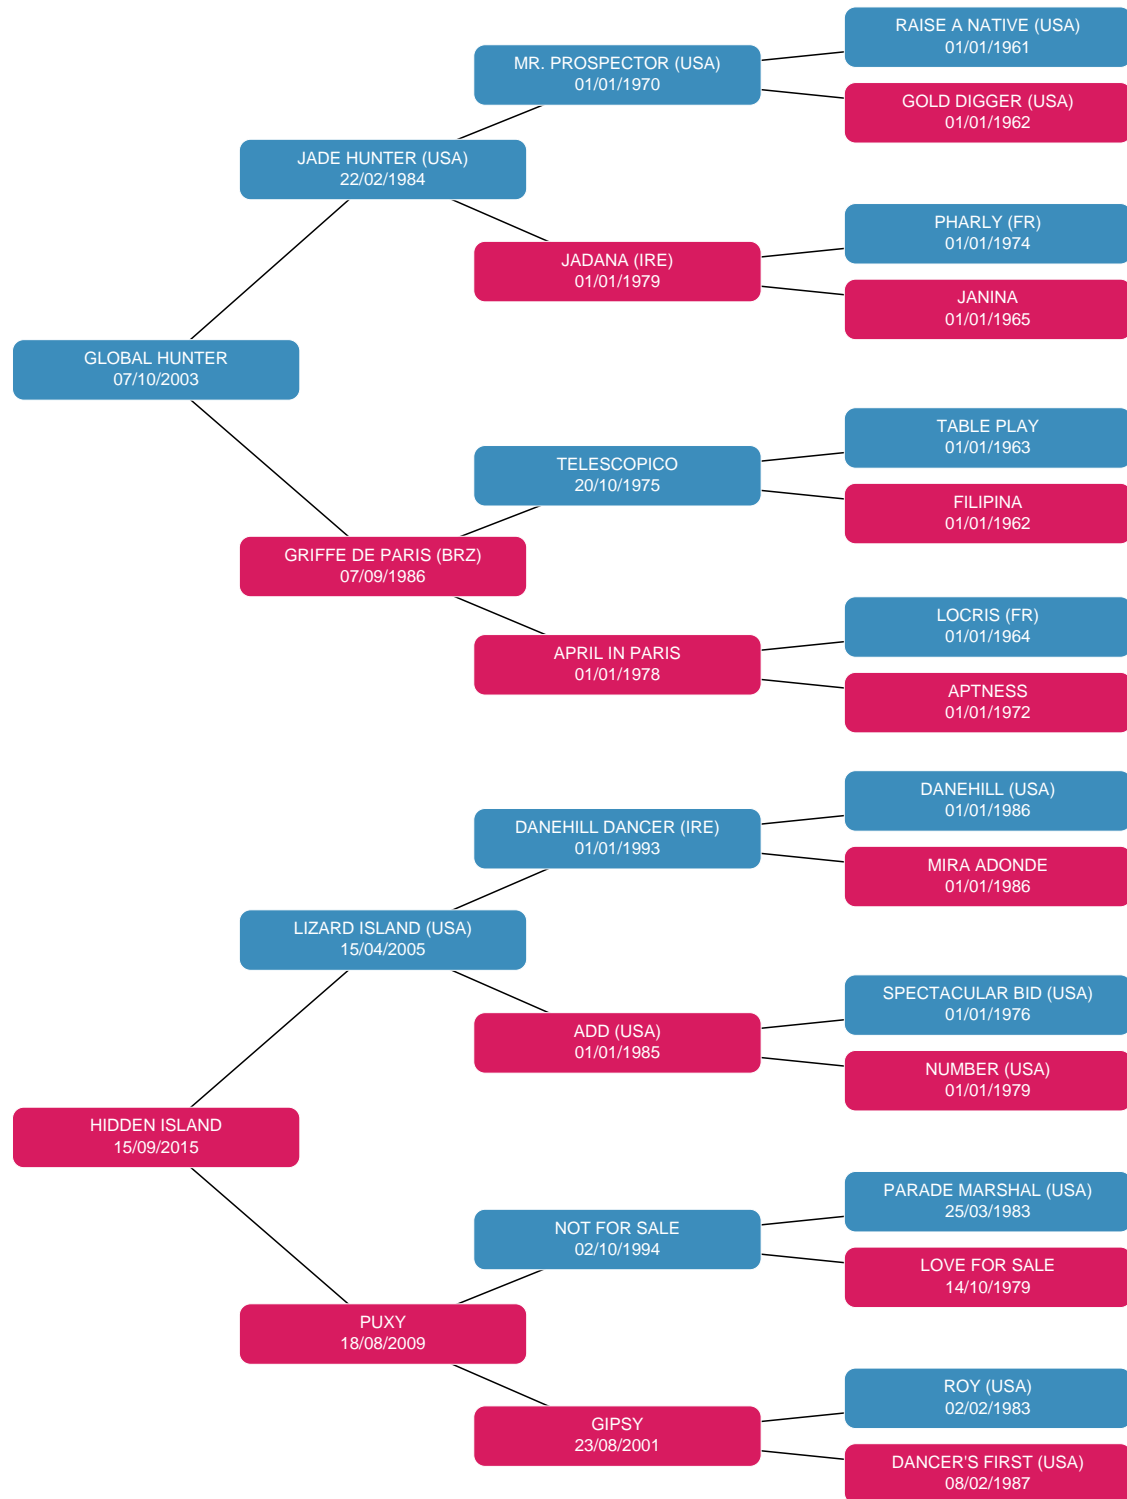 RAISE A NATIVE (USA)
01/01/1961
MR. PROSPECTOR (USA)
01/01/1970
GOLD DIGGER (USA)
01/01/1962
JADE HUNTER (USA)
22/02/1984
PHARLY (FR)
01/01/1974
JADANA (IRE)
01/01/1979
JANINA
01/01/1965
GLOBAL HUNTER
07/10/2003
TABLE PLAY
01/01/1963
TELESCOPICO
20/10/1975
FILIPINA
01/01/1962
GRIFFE DE PARIS (BRZ)
07/09/1986
LOCRIS (FR)
01/01/1964
APRIL IN PARIS
01/01/1978
APTNESS
01/01/1972
DANEHILL (USA)
01/01/1986
DANEHILL DANCER (IRE)
01/01/1993
MIRA ADONDE
01/01/1986
LIZARD ISLAND (USA)
15/04/2005
SPECTACULAR BID (USA)
01/01/1976
ADD (USA)
01/01/1985
NUMBER (USA)
01/01/1979
HIDDEN ISLAND
15/09/2015
PARADE MARSHAL (USA)
25/03/1983
NOT FOR SALE
02/10/1994
LOVE FOR SALE
14/10/1979
PUXY
18/08/2009
ROY (USA)
02/02/1983
GIPSY
23/08/2001
DANCER'S FIRST (USA)
08/02/1987